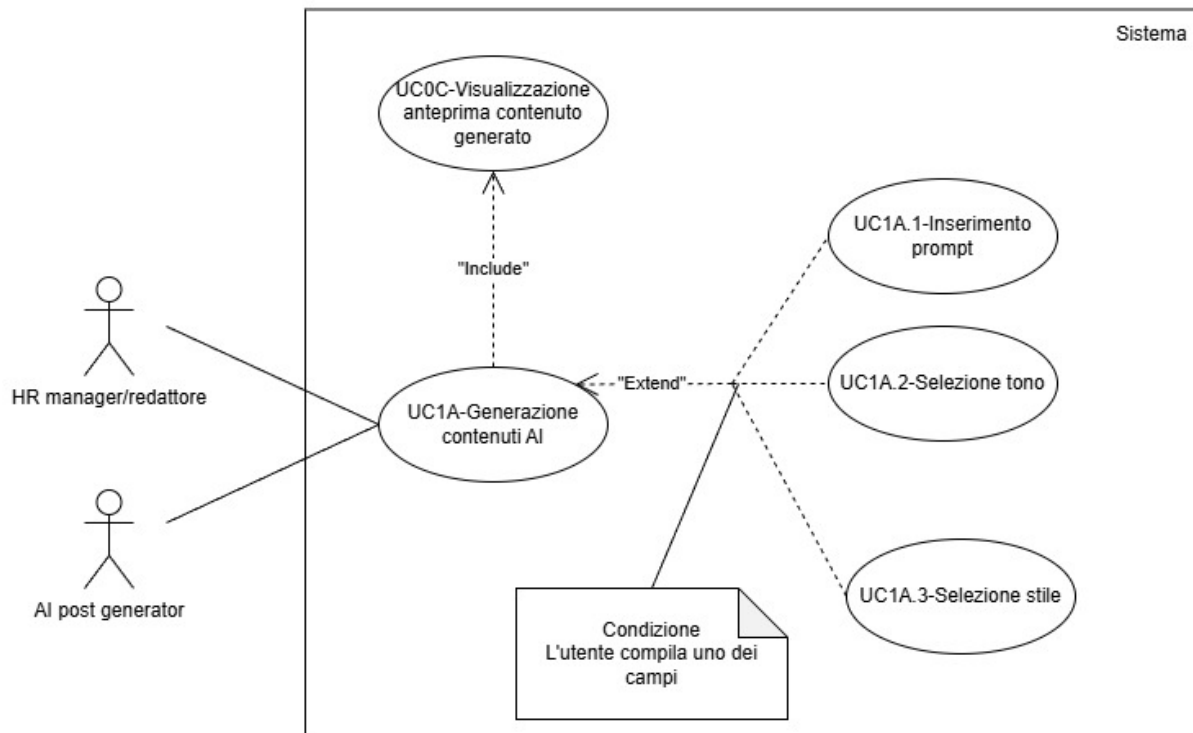 Sistema
UC0C-Visualizzazione
anteprima contenuto
generato
UC1A.1-Inserimento
prompt
"Include"
HR manager/redattore
"Extend"
UC1A.2-Selezione tono
UC1A-Generazione
contenuti AI
AI post generator
UC1A.3-Selezione stile
Condizione
L'utente compila uno dei
campi